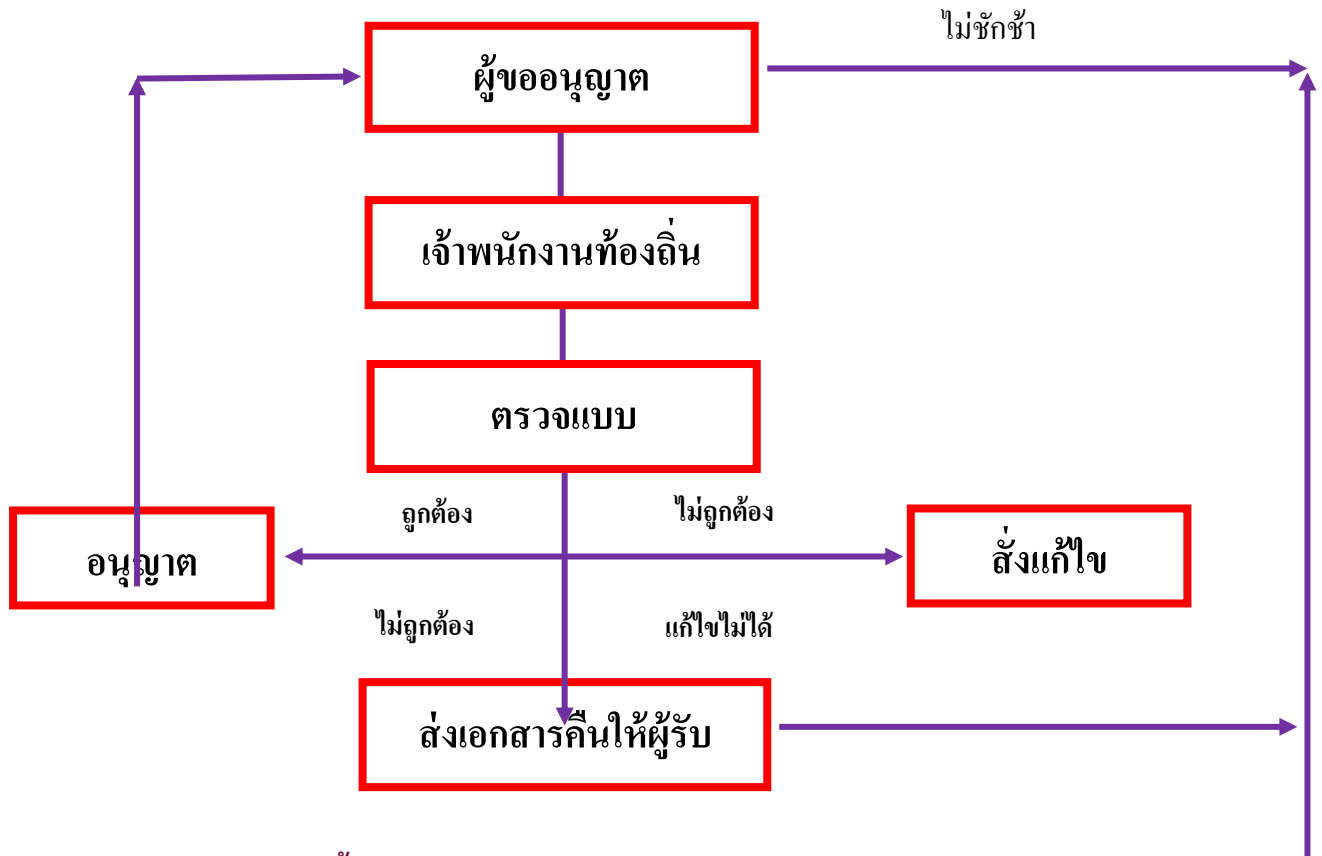 ไม่ชักช้า
ผู้ขออนุญาต
เจ้าพนักงานท้องถิ่น
ตรวจแบบ
ถูกต้อง
ไม่ถูกต้อง
อนุญาต
สั่งแก้ไข
ไม่ถูกต้อง
แก้ไขไม่ได้
ส่งเอกสารคืนให้ผู้รับ